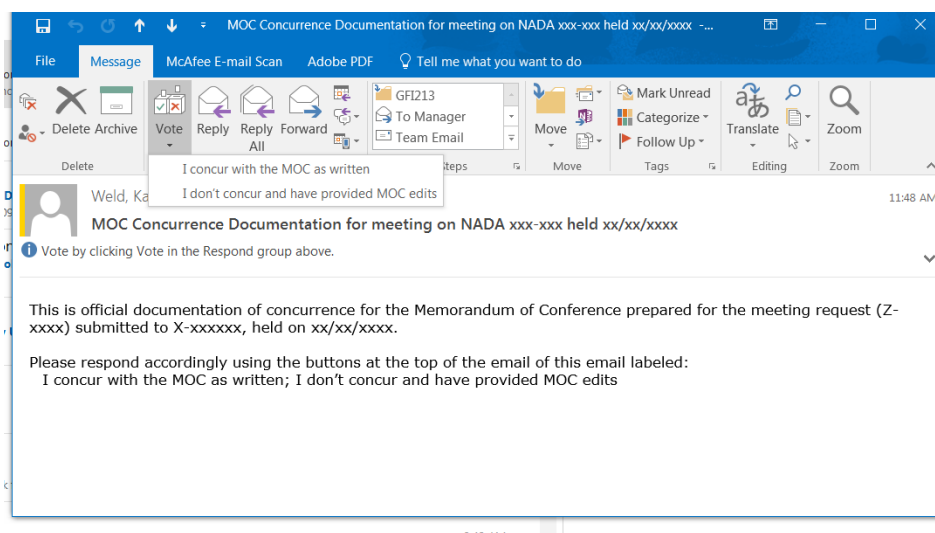 MOC Concurrence Documentation for meeting on NADA xxx-xxx held xx/xx/xxxx -...
File Message McAfee E-mail Scan Adobe PDF Tell me what you want to do
Delete Archive Vote Reply Reply All Forward
GFI213
To Manager
Team Email
Move
Mark Unread
Categorize
Follow Up
Translate
Zoom
Delete Move Tags Editing Zoom
I concur with the MOC as written
I don't concur and have provided MOC edits
Weld, 11:48 AM
MOC Concurrence Documentation for meeting on NADA xxx-xxx held xx/xx/xxxx
Vote by clicking Vote in the Respond group above.
This is official documentation of concurrence for the Memorandum of Conference prepared for the meeting request (Z-
xxxx) submitted to X-xxxxxx, held on xx/xx/xxxx.
Please respond accordingly using the buttons at the top of the email of this email labeled:
I concur with the MOC as written; I don't concur and have provided MOC edits